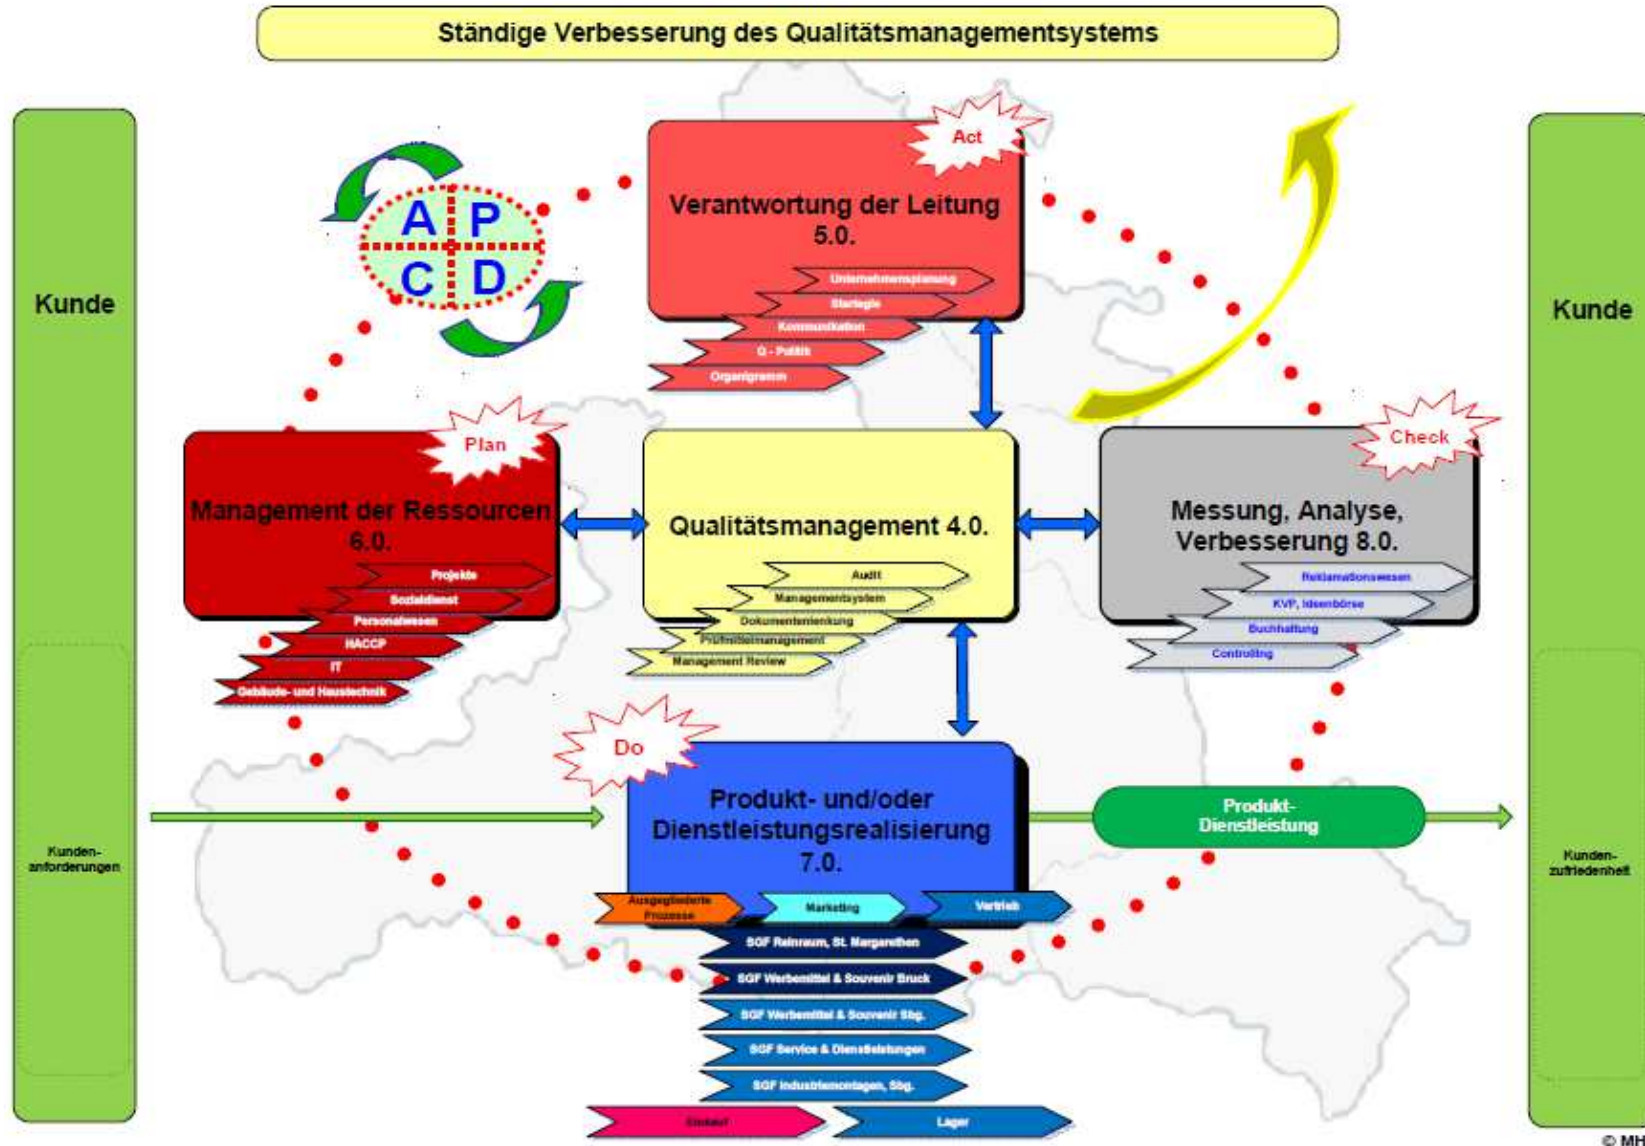 Ständige Verbesserung des Qualitätsmanagementsystems
Kunde
Kunden-
anforderungen
A P
C D
Act
Verantwortung der Leitung
5.0.
Unternehmensplanung
Startegie
Kommunikation
Q - Politik
Organigramm
Plan
Management der Ressourcen
6.0.
Projekte
Sozialdienst
Personalwesen
HACCP
IT
Gebäude- und Haustechnik
Qualitätsmanagement 4.0.
Audit
Managementsystem
Dokumentenlenkung
Prüfmittelmanagement
Management Review
Check
Messung, Analyse,
Verbesserung 8.0.
Reklamationswesen
KVP, Ideenbörse
Buchhaltung
Controlling
Do
Produkt- und/oder
Dienstleistungsrealisierung
7.0.
Ausgegliederte
Prozesse
Marketing
Vertrieb
SGF Reinraum, St. Margarethen
SGF Werbemittel & Souvenir Bruck
SGF Werbemittel & Souvenir Sbg.
SGF Service & Dienstleistungen
SGF Industriemontagen, Sbg.
Einkauf
Lager
Produkt-
Dienstleistung
Kunde
Kunden-
zufriedenheit
© MH